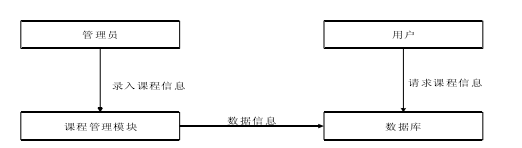 管理员
用户
录入课程信息
请求课程信息
课程管理模块
数据信息
数据库